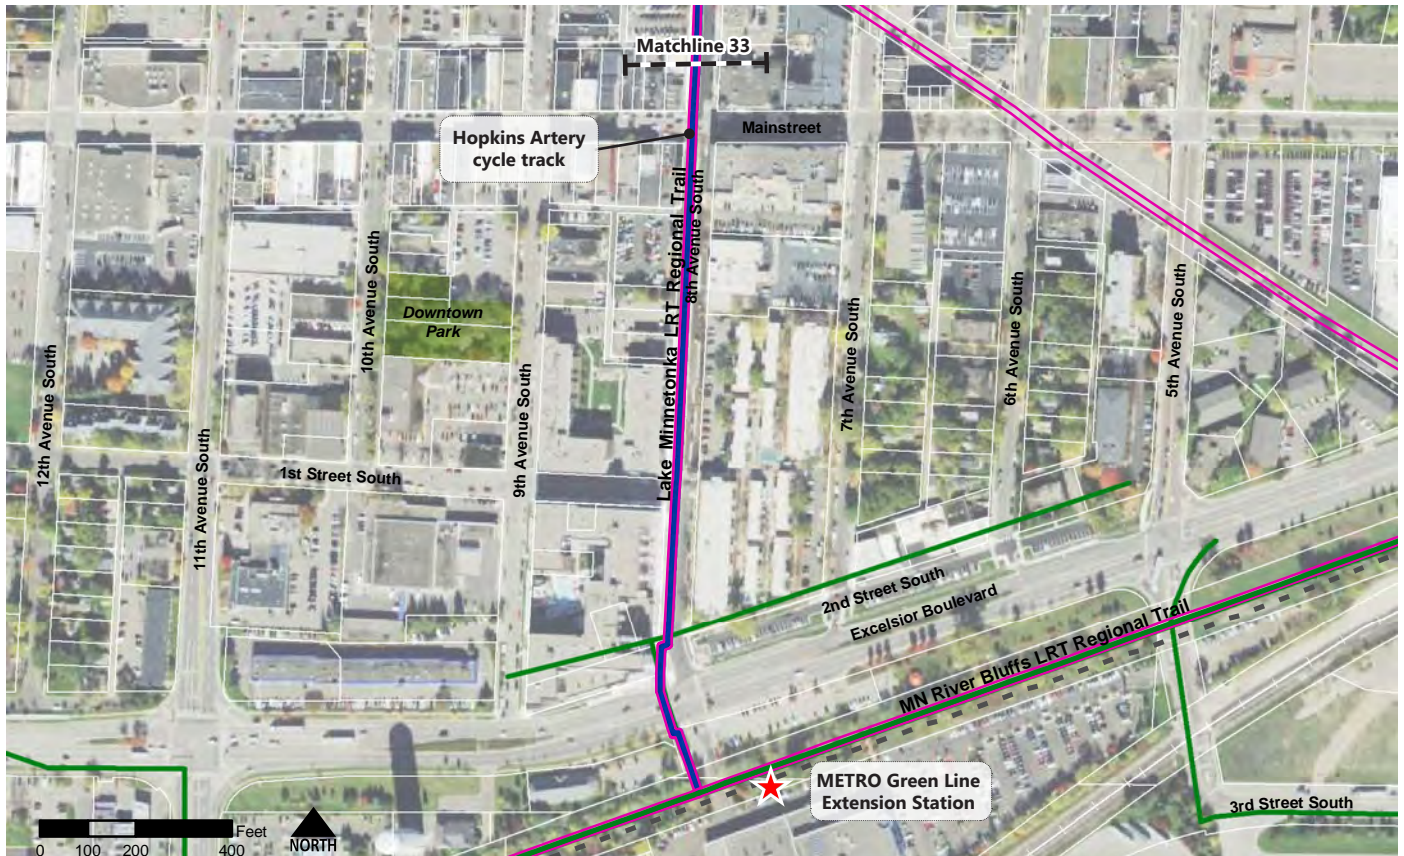 Matchline 33
Mainstreet
Hopkins Artery
cycle track
Lake Minnetonka LRT Regional Trail
8th Avenue South
Downtown
Park
12th Avenue South
11th Avenue South
10th Avenue South
9th Avenue South
7th Avenue South
6th Avenue South
5th Avenue South
1st Street South
2nd Street South
Excelsior Boulevard
MN River Bluffs LRT Regional Trail
METRO Green Line
Extension Station
3rd Street South
Feet
0 100 200 400
NORTH